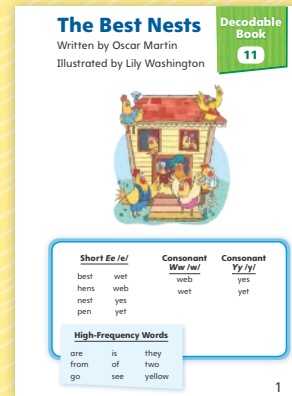 The Best Nests
Written by Oscar Martin
Illustrated by Lily Washington
Decodable
Book
11
Short Ee /e/
best wet
hens web
nest yes
pen yet
Consonant
Ww /w/
web
wet
Consonant
Yy /y/
yes
yet
High-Frequency Words
are is they
from of two
go see yellow
1